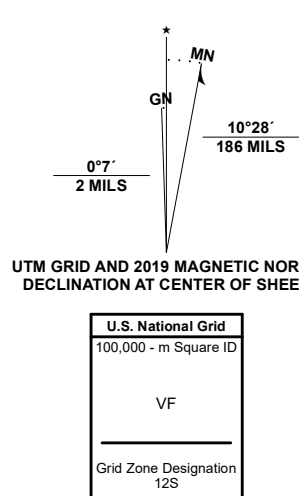 ★
MN
GN
10°28´
186 MILS
0°7´
2 MILS
UTM GRID AND 2019 MAGNETIC NOR
DECLINATION AT CENTER OF SHEE
U.S. National Grid
100,000 - m Square ID
VF
Grid Zone Designation
12S